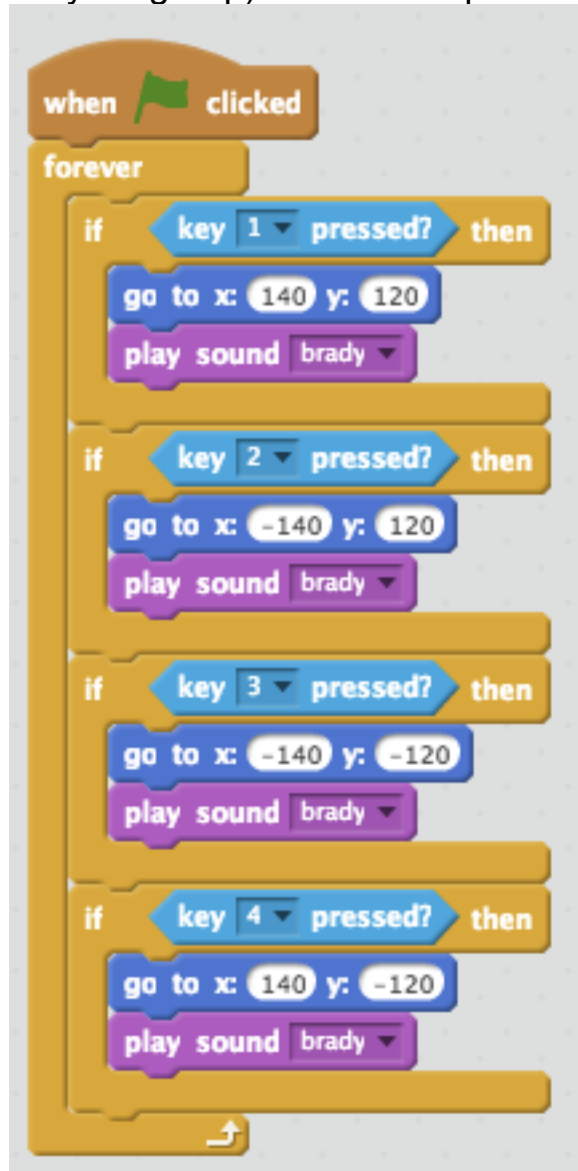 when clicked
forever
if key 1 pressed? then
go to x: 140 y: 120
play sound brady
if key 2 pressed? then
go to x: -140 y: 120
play sound brady
if key 3 pressed? then
go to x: -140 y: -120
play sound brady
if key 4 pressed? then
go to x: 140 y: -120
play sound brady